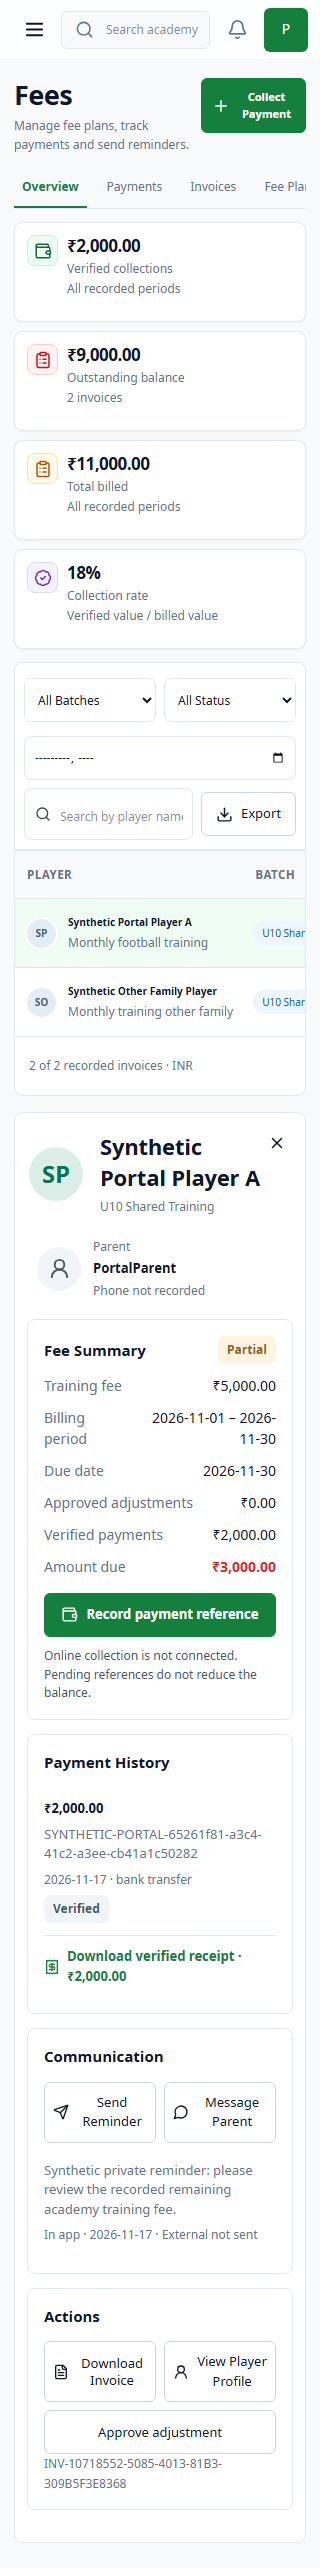 Search academy
P
Fees
Manage fee plans, track
payments and send reminders.
Collect
Payment
Overview Payments Invoices Fee Plan
₹2,000.00
Verified collections
All recorded periods
₹9,000.00
Outstanding balance
2 invoices
₹11,000.00
Total billed
All recorded periods
18%
Collection rate
Verified value / billed value
All Batches All Status
---------, ----
Search by player name
Export
PLAYER BATCH
SP
Synthetic Portal Player A
Monthly football training
U10 Shar
SO
Synthetic Other Family Player
Monthly training other family
U10 Shar
2 of 2 recorded invoices · INR
SP
Synthetic
Portal Player A
U10 Shared Training
Parent
PortalParent
Phone not recorded
Fee Summary Partial
Training fee ₹5,000.00
Billing
period
2026-11-01 – 2026-
11-30
Due date 2026-11-30
Approved adjustments ₹0.00
Verified payments ₹2,000.00
Amount due ₹3,000.00
Record payment reference
Online collection is not connected.
Pending references do not reduce the
balance.
Payment History
₹2,000.00
SYNTHETIC-PORTAL-65261f81-a3c4-
41c2-a3ee-cb41a1c50282
2026-11-17 · bank transfer
Verified
Download verified receipt ·
₹2,000.00
Communication
Send
Reminder
Message
Parent
Synthetic private reminder: please
review the recorded remaining
academy training fee.
In app · 2026-11-17 · External not sent
Actions
Download
Invoice
View Player
Profile
Approve adjustment
INV-10718552-5085-4013-81B3-
309B5F3E8368